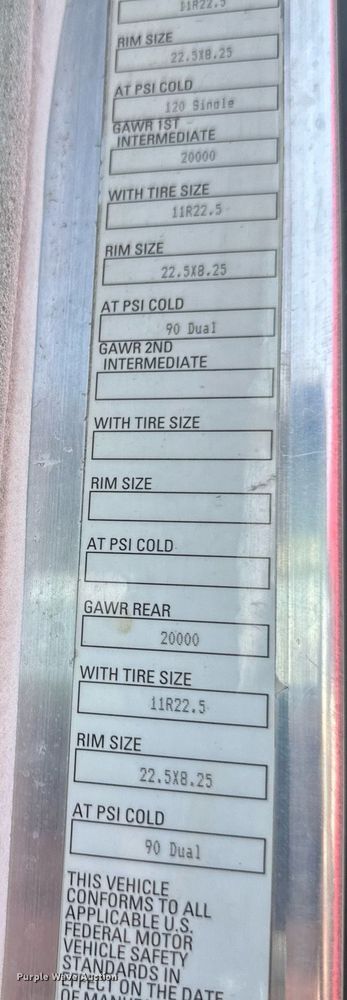 11R22.5
RIM SIZE
22.5X8.25
AT PSI COLD
120 Single
GAWR 1ST
INTERMEDIATE
20000
WITH TIRE SIZE
11R22.5
RIM SIZE
22.5X8.25
AT PSI COLD
90 Dual
GAWR 2ND
INTERMEDIATE
WITH TIRE SIZE
RIM SIZE
AT PSI COLD
GAWR REAR
20000
WITH TIRE SIZE
11R22.5
RIM SIZE
22.5X8.25
AT PSI COLD
90 Dual
THIS VEHICLE
CONFORMS TO ALL
APPLICABLE U.S.
FEDERAL MOTOR
VEHICLE SAFETY
STANDARDS IN
ON THE DATE
Purple Wave Auction